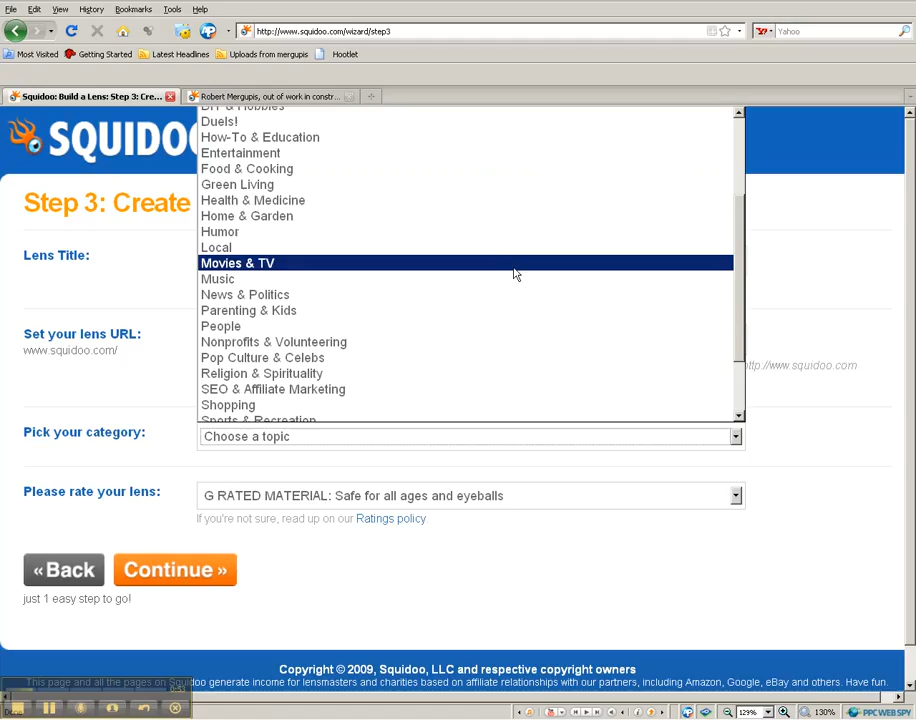 File Edit View History Bookmarks Tools Help
http://www.squidoo.com/wizard/step3
Yahoo
Most Visited Getting Started Latest Headlines Uploads from mergupis Hootlet
Squidoo: Build a Lens: Step 3: Cre... Robert Mergupis, out of work in constr...
SQUIDOO
DIY & Hobbies
Duels!
How-To & Education
Entertainment
Food & Cooking
Green Living
Health & Medicine
Home & Garden
Humor
Local
Movies & TV
Music
News & Politics
Parenting & Kids
People
Nonprofits & Volunteering
Pop Culture & Celebs
Religion & Spirituality
SEO & Affiliate Marketing
Shopping
Sports & Recreation
Step 3: Create
Lens Title:
Set your lens URL:
www.squidoo.com/
http://www.squidoo.com
Pick your category:
Choose a topic
Please rate your lens:
G RATED MATERIAL: Safe for all ages and eyeballs
If you're not sure, read up on our Ratings policy
«Back Continue »
just 1 easy step to go!
Copyright © 2009, Squidoo, LLC and respective copyright owners
This page and all the pages on Squidoo generate income for lensmasters and charities based on affiliate relationships with our partners, including Amazon, Google, eBay and others. Have fun.
129% 130% PPC WEB SPY